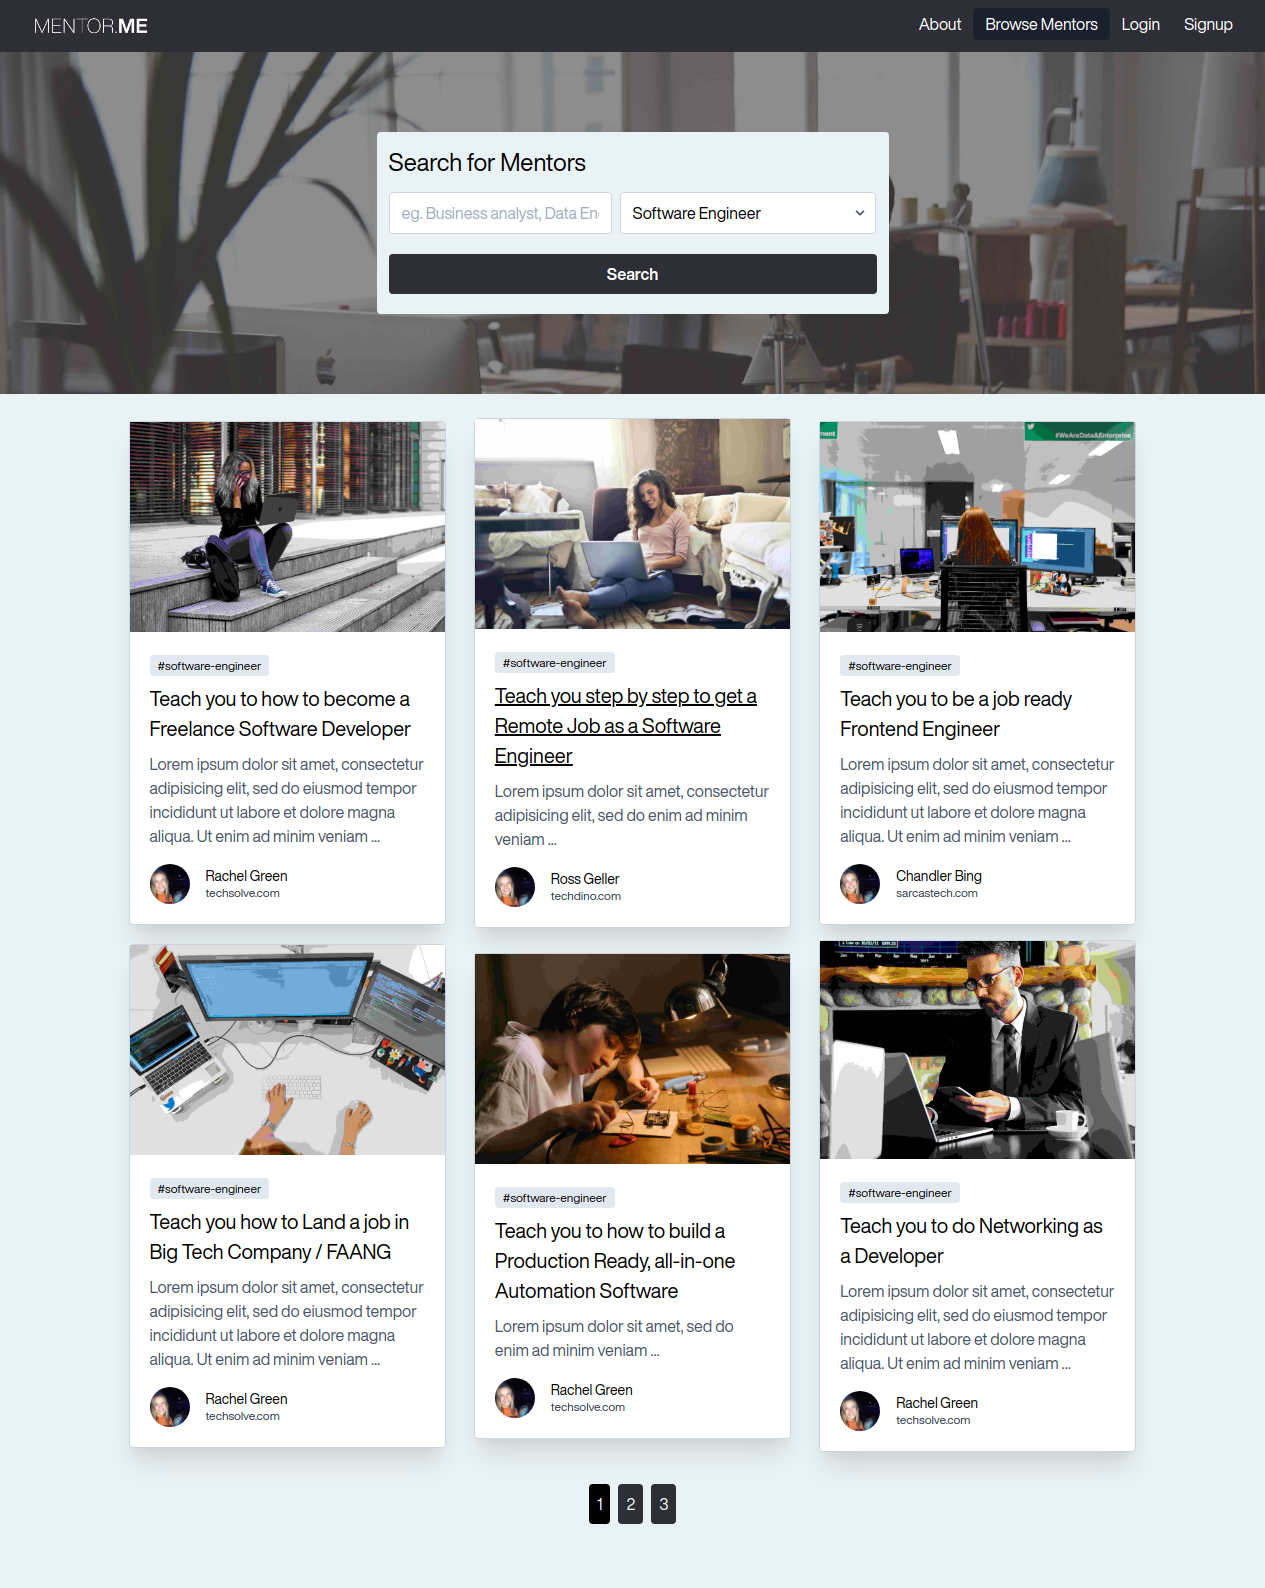 MENTOR.ME
About Browse Mentors Login Signup
Search for Mentors
eg. Business analyst, Data En
Software Engineer
Search
#software-engineer
Teach you to how to become a
Freelance Software Developer
Lorem ipsum dolor sit amet, consectetur
adipisicing elit, sed do eiusmod tempor
incididunt ut labore et dolore magna
aliqua. Ut enim ad minim veniam ...
Rachel Green
techsolve.com
#software-engineer
Teach you step by step to get a
Remote Job as a Software
Engineer
Lorem ipsum dolor sit amet, consectetur
adipisicing elit, sed do enim ad minim
veniam ...
Ross Geller
techdino.com
ment
#WeAreData&Enterprise
#software-engineer
Teach you to be a job ready
Frontend Engineer
Lorem ipsum dolor sit amet, consectetur
adipisicing elit, sed do eiusmod tempor
incididunt ut labore et dolore magna
aliqua. Ut enim ad minim veniam ...
Chandler Bing
sarcastech.com
#software-engineer
Teach you how to Land a job in
Big Tech Company / FAANG
Lorem ipsum dolor sit amet, consectetur
adipisicing elit, sed do eiusmod tempor
incididunt ut labore et dolore magna
aliqua. Ut enim ad minim veniam ...
Rachel Green
techsolve.com
#software-engineer
Teach you to how to build a
Production Ready, all-in-one
Automation Software
Lorem ipsum dolor sit amet, sed do
enim ad minim veniam ...
Rachel Green
techsolve.com
#software-engineer
Teach you to do Networking as
a Developer
Lorem ipsum dolor sit amet, consectetur
adipisicing elit, sed do eiusmod tempor
incididunt ut labore et dolore magna
aliqua. Ut enim ad minim veniam ...
Rachel Green
techsolve.com
1 2 3